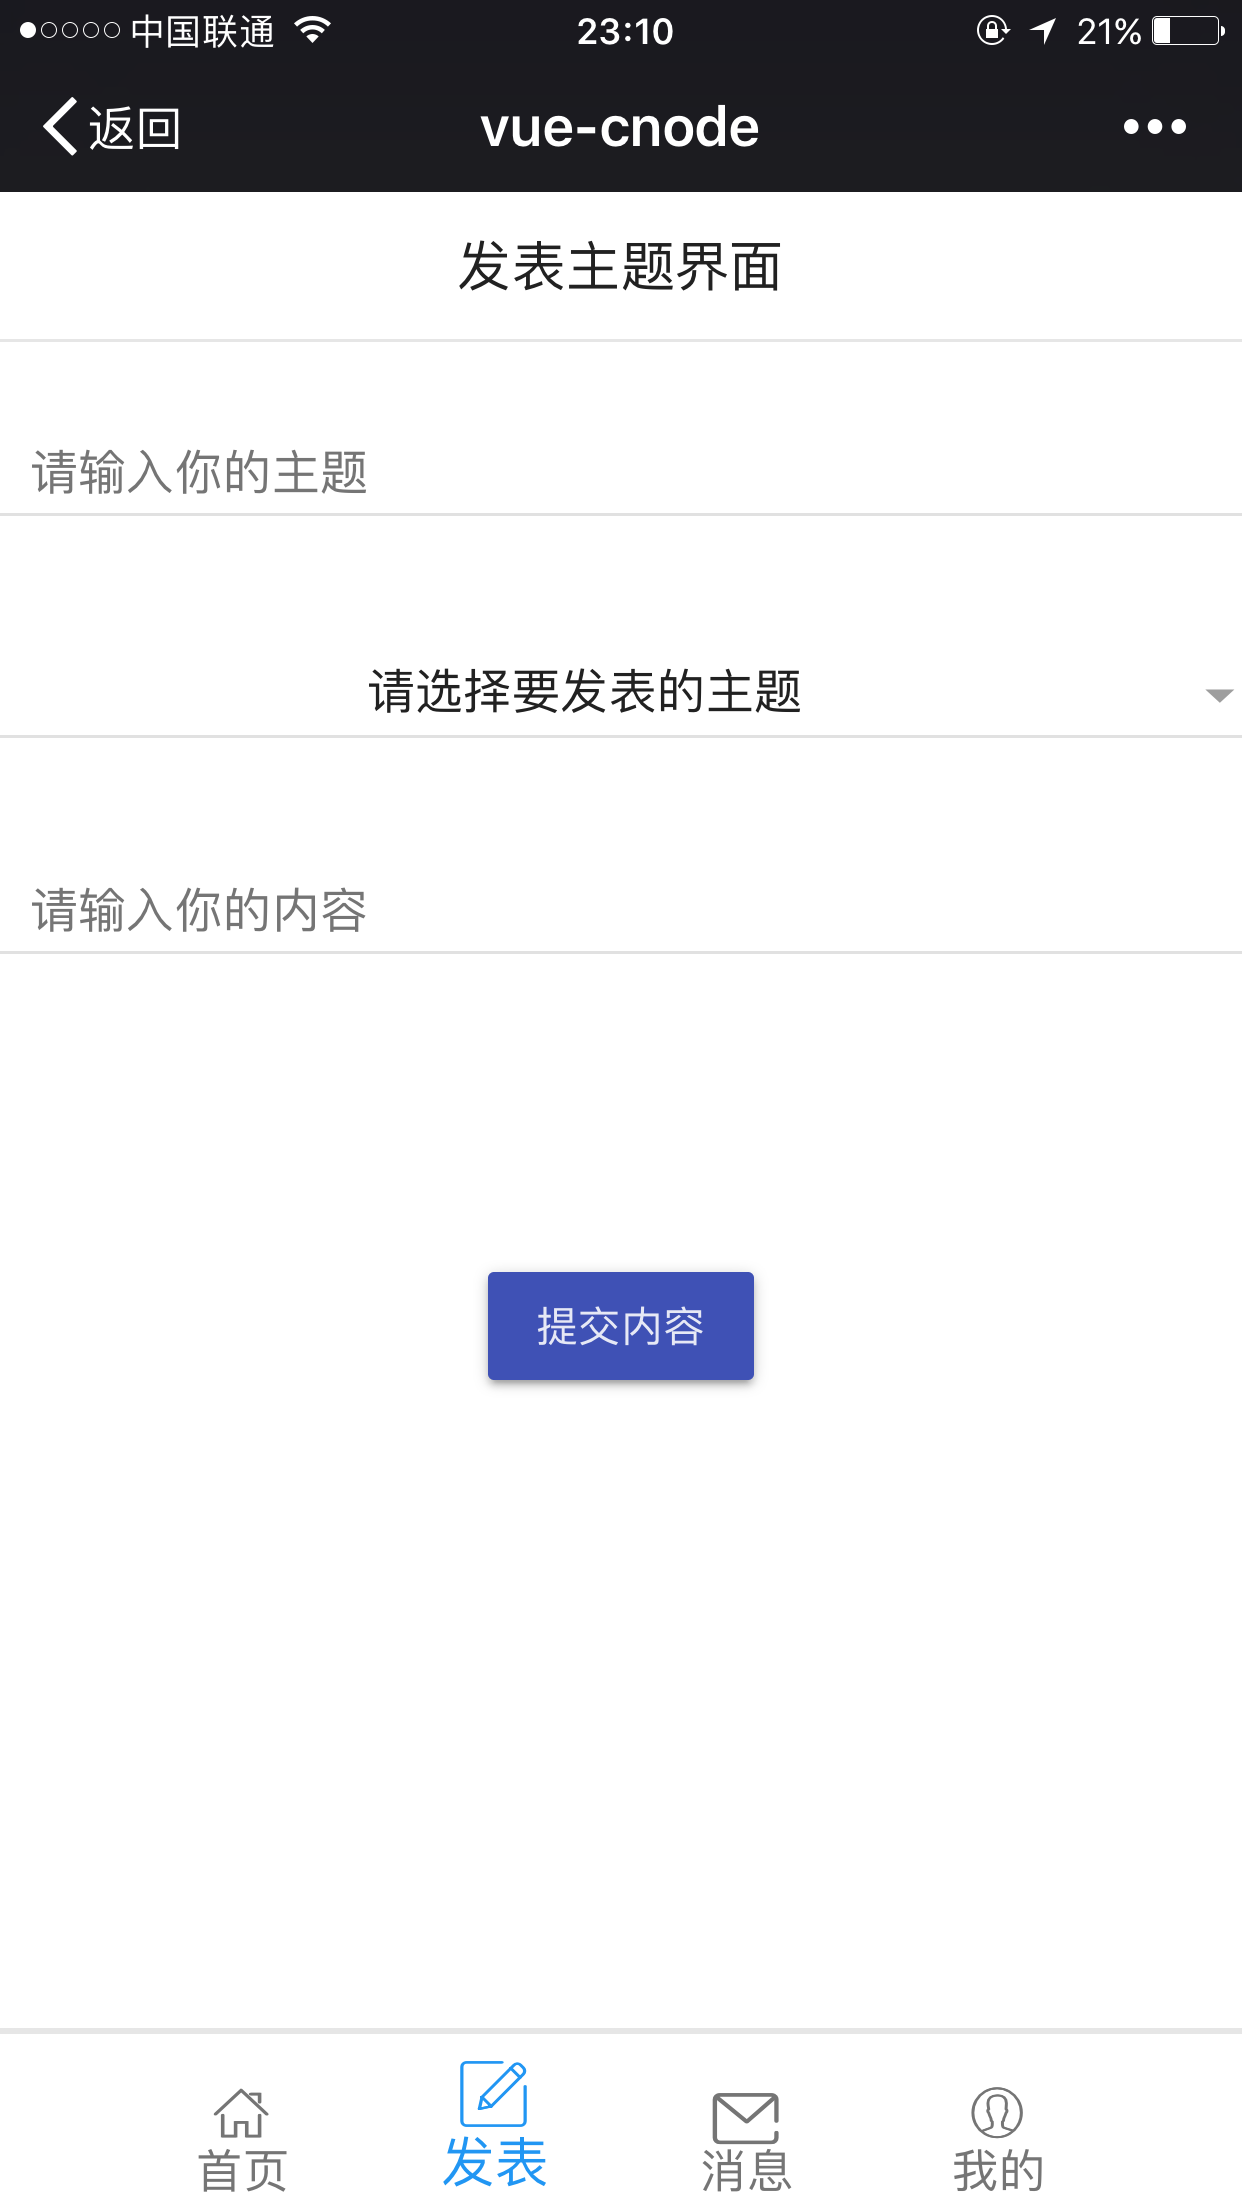 中国联通 23:10 21%
返回 vue-cnode
发表主题界面
请输入你的主题
请选择要发表的主题
请输入你的内容
提交内容
首页 发表 消息 我的